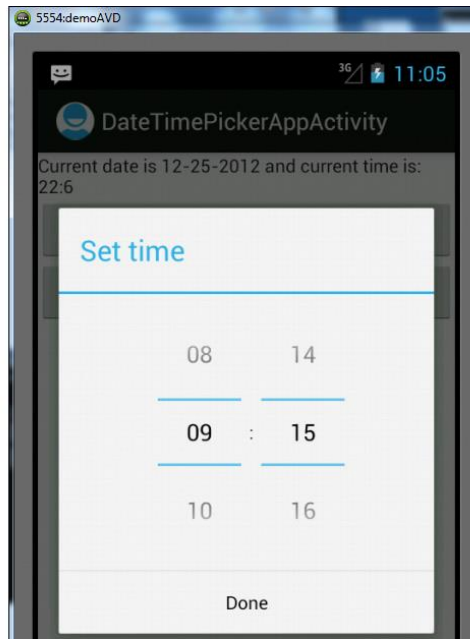 5554:demoAVD
3G 11:05
DateTimePickerAppActivity
Current date is 12-25-2012 and current time is:
22:6
Set time
08 14
09 : 15
10 16
Done